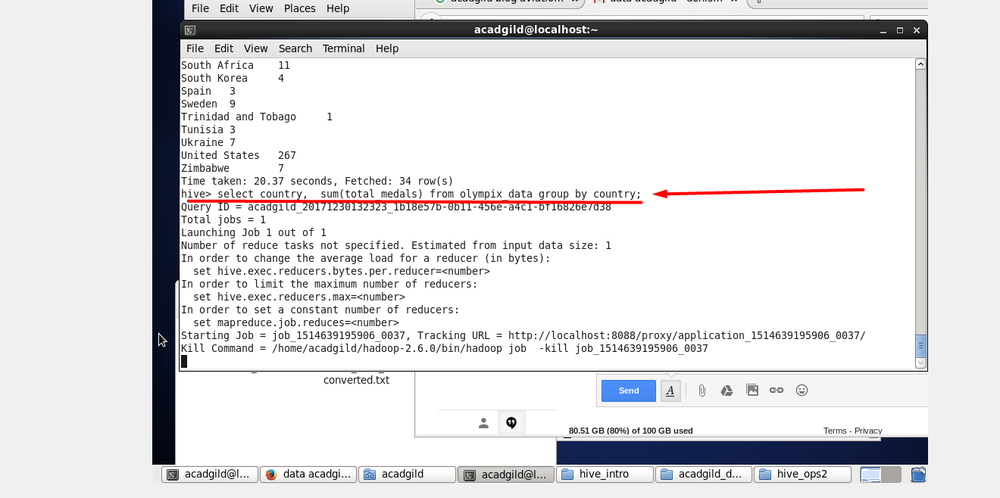 File Edit View Places Help
acadgild@localhost:~
File Edit View Search Terminal Help
South Africa 11
South Korea 4
Spain 3
Sweden 9
Trinidad and Tobago 1
Tunisia 3
Ukraine 7
United States 267
Zimbabwe 7
Time taken: 20.37 seconds, Fetched: 34 row(s)
hive> select country,  sum(total_medals) from olympix_data group by country;
Query ID = acadgild_20171230132323_1b18e57b-0b11-456e-a4c1-bf16826e7d38
Total jobs = 1
Launching Job 1 out of 1
Number of reduce tasks not specified. Estimated from input data size: 1
In order to change the average load for a reducer (in bytes):
  set hive.exec.reducers.bytes.per.reducer=<number>
In order to limit the maximum number of reducers:
  set hive.exec.reducers.max=<number>
In order to set a constant number of reducers:
  set mapreduce.job.reduces=<number>
Starting Job = job_1514639195906_0037, Tracking URL = http://localhost:8088/proxy/application_1514639195906_0037/
Kill Command = /home/acadgild/hadoop-2.6.0/bin/hadoop job  -kill job_1514639195906_0037
converted.txt
Send
80.51 GB (80%) of 100 GB used
Terms - Privacy
acadgild@l... data acadgi... acadgild acadgild@l... hive_intro acadgild_d... hive_ops2